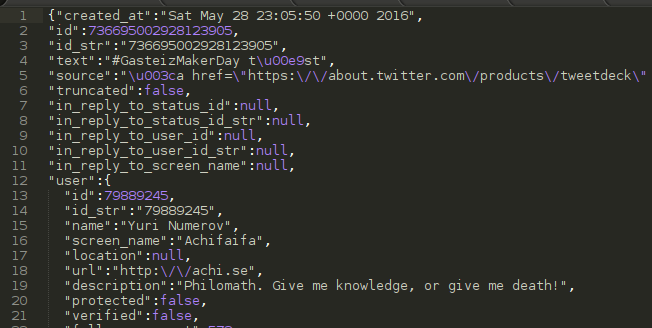 1 {"created_at":"Sat May 28 23:05:50 +0000 2016",
2 "id":736695002928123905,
3 "id_str":"736695002928123905",
4 "text":"#GasteizMakerDay t\u00e9st",
5 "source":"\u003ca href=\"https:\/\/about.twitter.com\/products\/tweetdeck\"
6 "truncated":false,
7 "in_reply_to_status_id":null,
8 "in_reply_to_status_id_str":null,
9 "in_reply_to_user_id":null,
10 "in_reply_to_user_id_str":null,
11 "in_reply_to_screen_name":null,
12 "user":{
13 "id":79889245,
14 "id_str":"79889245",
15 "name":"Yuri Numerov",
16 "screen_name":"Achifaifa",
17 "location":null,
18 "url":"http:\/\/achi.se",
19 "description":"Philomath. Give me knowledge, or give me death!",
20 "protected":false,
21 "verified":false,